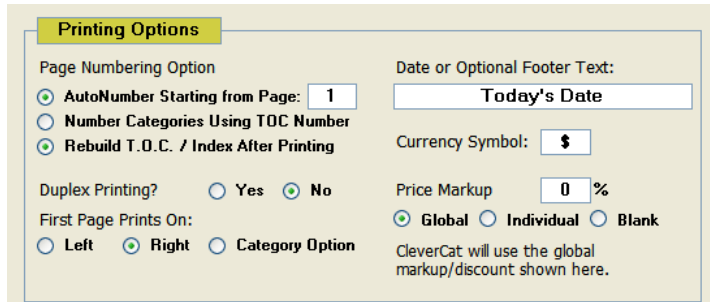 Printing Options
Page Numbering Option
AutoNumber Starting from Page: 1
Number Categories Using TOC Number
Rebuild T.O.C. / Index After Printing
Duplex Printing? Yes No
First Page Prints On:
Left Right Category Option
Date or Optional Footer Text:
Today's Date
Currency Symbol: $
Price Markup 0 %
Global Individual Blank
CleverCat will use the global
markup/discount shown here.